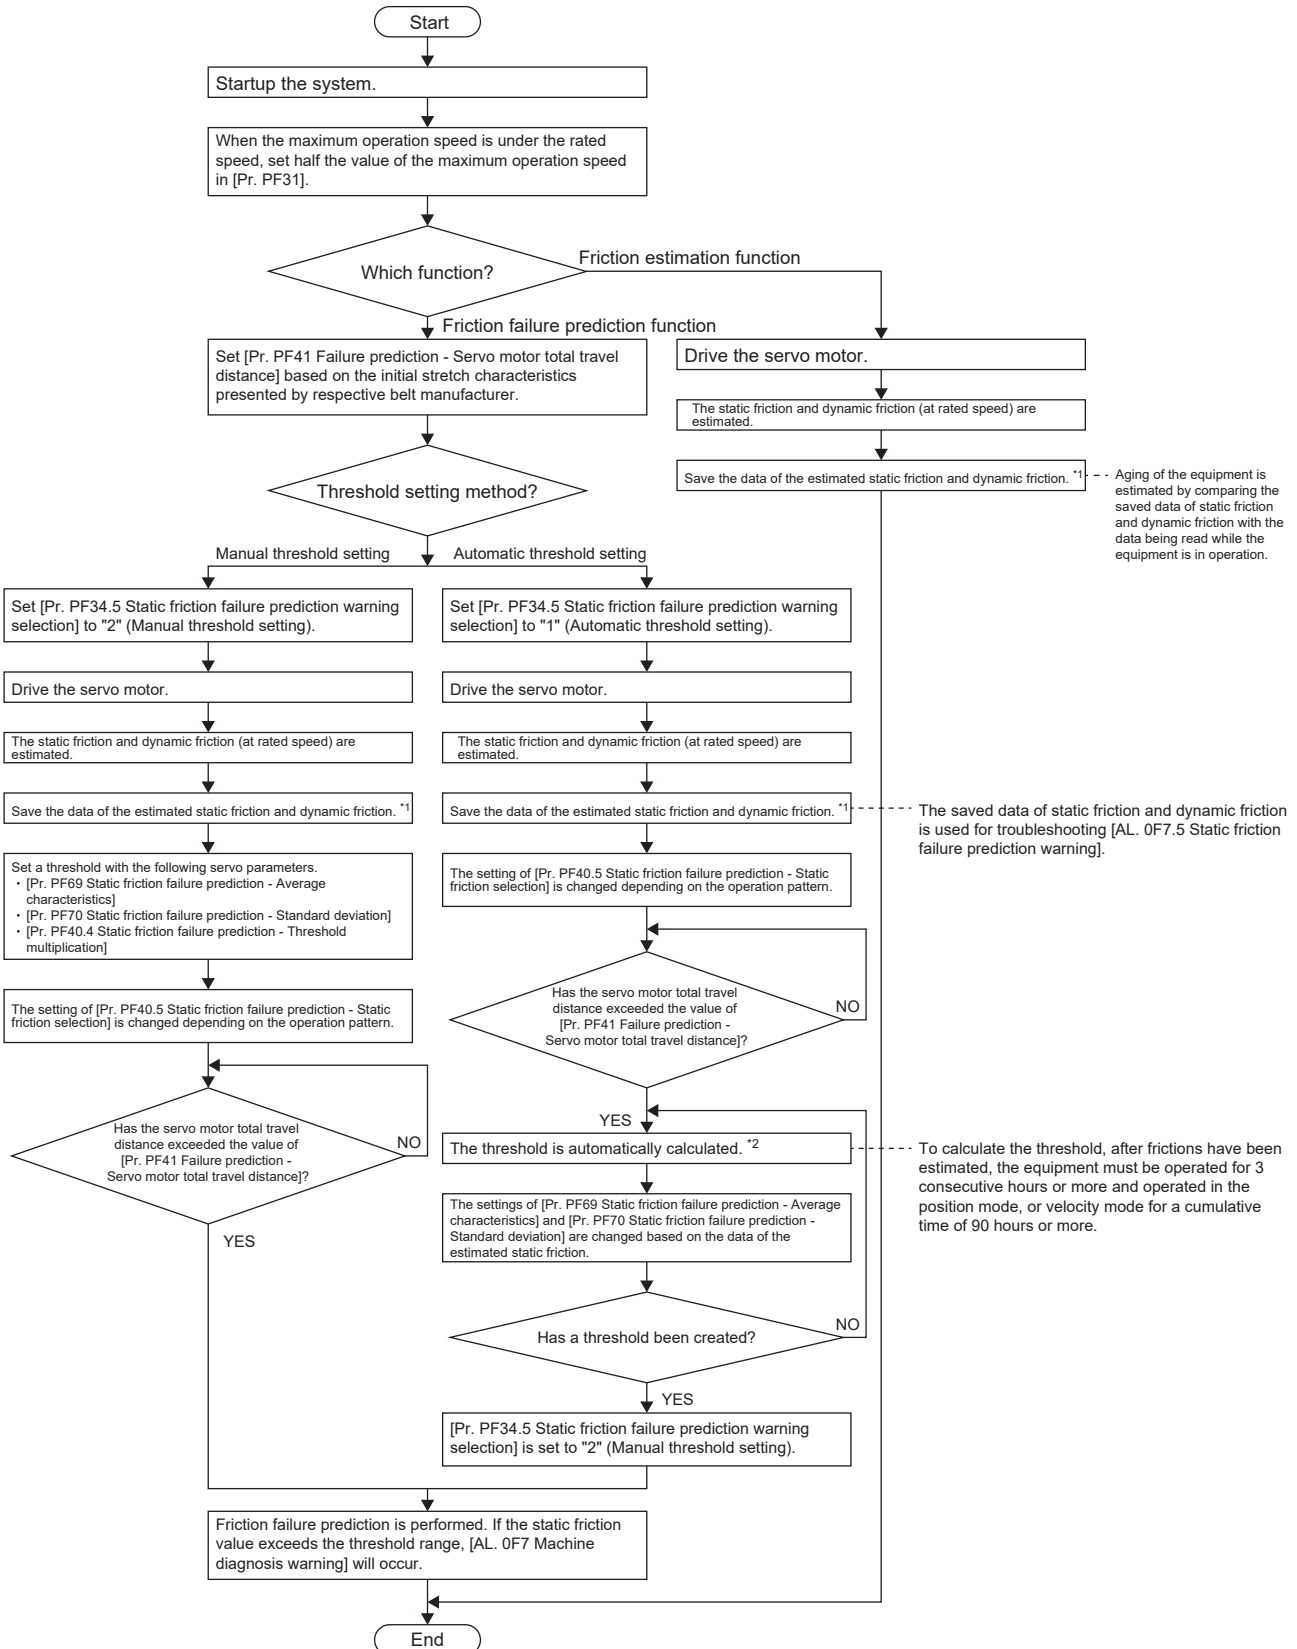 Start
Startup the system.
When the maximum operation speed is under the rated
speed, set half the value of the maximum operation speed
in [Pr. PF31].
Which function?
Friction estimation function
Friction failure prediction function
Set [Pr. PF41 Failure prediction - Servo motor total travel
distance] based on the initial stretch characteristics
presented by respective belt manufacturer.
Drive the servo motor.
The static friction and dynamic friction (at rated speed) are
estimated.
Save the data of the estimated static friction and dynamic friction. *1
Aging of the equipment is
estimated by comparing the
saved data of static friction
and dynamic friction with the
data being read while the
equipment is in operation.
Threshold setting method?
Manual threshold setting
Automatic threshold setting
Set [Pr. PF34.5 Static friction failure prediction warning
selection] to "2" (Manual threshold setting).
Drive the servo motor.
The static friction and dynamic friction (at rated speed) are
estimated.
Save the data of the estimated static friction and dynamic friction. *1
Set a threshold with the following servo parameters.
・[Pr. PF69 Static friction failure prediction - Average
characteristics]
・[Pr. PF70 Static friction failure prediction - Standard deviation]
・[Pr. PF40.4 Static friction failure prediction - Threshold
multiplication]
The setting of [Pr. PF40.5 Static friction failure prediction - Static
friction selection] is changed depending on the operation pattern.
Has the servo motor total travel
distance exceeded the value of
[Pr. PF41 Failure prediction -
Servo motor total travel distance]?
NO
YES
Set [Pr. PF34.5 Static friction failure prediction warning
selection] to "1" (Automatic threshold setting).
Drive the servo motor.
The static friction and dynamic friction (at rated speed) are
estimated.
Save the data of the estimated static friction and dynamic friction. *1
The saved data of static friction and dynamic friction
is used for troubleshooting [AL. 0F7.5 Static friction
failure prediction warning].
The setting of [Pr. PF40.5 Static friction failure prediction - Static
friction selection] is changed depending on the operation pattern.
Has the servo motor total travel
distance exceeded the value of
[Pr. PF41 Failure prediction -
Servo motor total travel distance]?
NO
YES
The threshold is automatically calculated. *2
To calculate the threshold, after frictions have been
estimated, the equipment must be operated for 3
consecutive hours or more and operated in the
position mode, or velocity mode for a cumulative
time of 90 hours or more.
The settings of [Pr. PF69 Static friction failure prediction - Average
characteristics] and [Pr. PF70 Static friction failure prediction -
Standard deviation] are changed based on the data of the
estimated static friction.
Has a threshold been created?
NO
YES
[Pr. PF34.5 Static friction failure prediction warning
selection] is set to "2" (Manual threshold setting).
Friction failure prediction is performed. If the static friction
value exceeds the threshold range, [AL. 0F7 Machine
diagnosis warning] will occur.
End